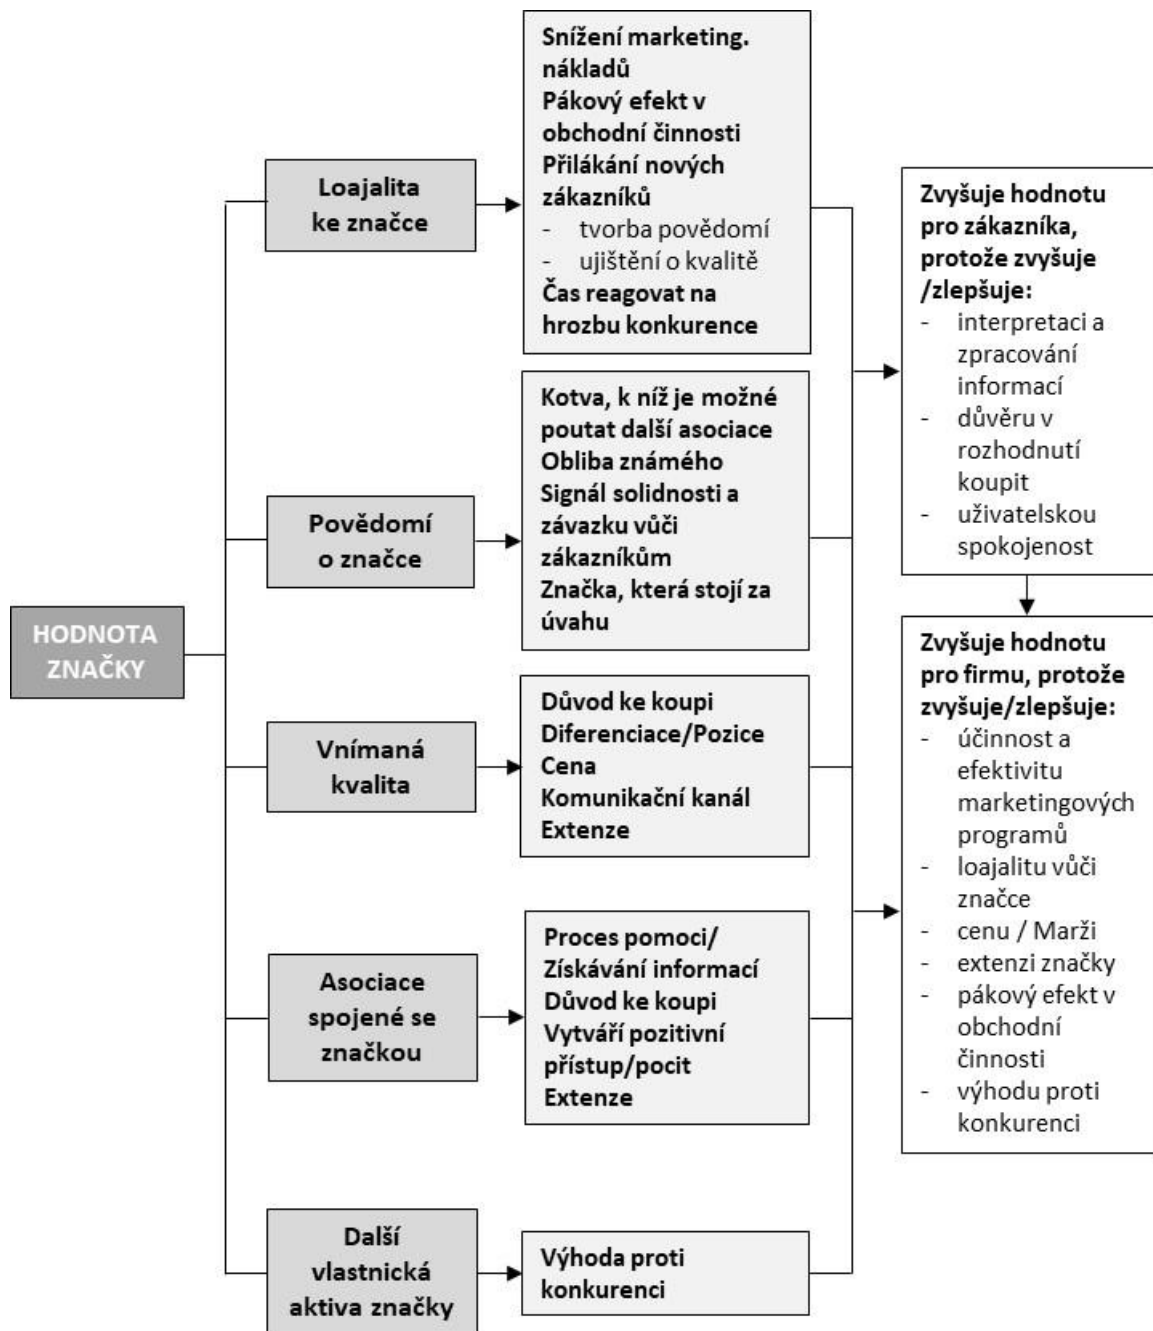 HODNOTA
ZNAČKY
Loajalita
ke značce
Snížení marketing.
nákladů
Pákový efekt v
obchodní činnosti
Přilákání nových
zákazníků
- tvorba povědomí
- ujištění o kvalitě
Čas reagovat na
hrozbu konkurence
Povědomí
o značce
Kotva, k níž je možné
poutat další asociace
Obliba známého
Signál solidnosti a
závazku vůči
zákazníkům
Značka, která stojí za
úvahu
Vnímaná
kvalita
Důvod ke koupi
Diferenciace/Pozice
Cena
Komunikační kanál
Extenze
Asociace
spojené se
značkou
Proces pomoci/
Získávání informací
Důvod ke koupi
Vytváří pozitivní
přístup/pocit
Extenze
Další
vlastnická
aktiva značky
Výhoda proti
konkurenci
Zvyšuje hodnotu
pro zákazníka,
protože zvyšuje
/zlepšuje:
- interpretaci a
zpracování
informací
- důvěru v
rozhodnutí
koupit
- uživatelskou
spokojenost
Zvyšuje hodnotu
pro firmu, protože
zvyšuje/zlepšuje:
- účinnost a
efektivitu
marketingových
programů
- loajalitu vůči
značce
- cenu / Marži
- extenzi značky
- pákový efekt v
obchodní
činnosti
- výhodu proti
konkurenci